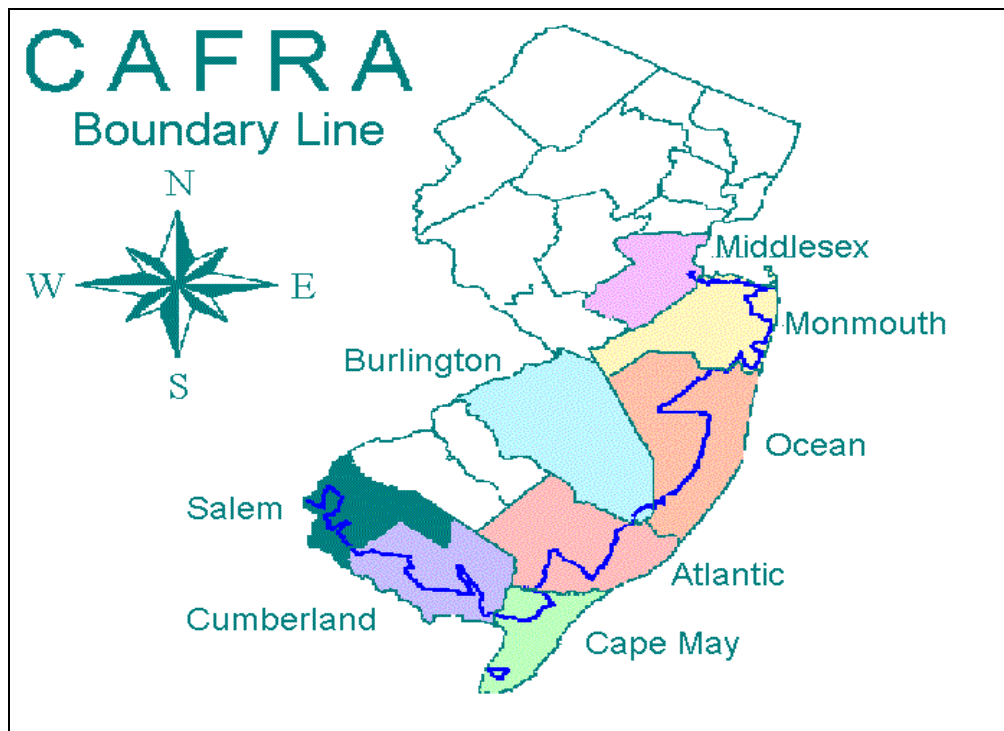 CAFRA
Boundary Line
N
W
E
S
Middlesex
Monmouth
Burlington
Ocean
Salem
Atlantic
Cumberland
Cape May